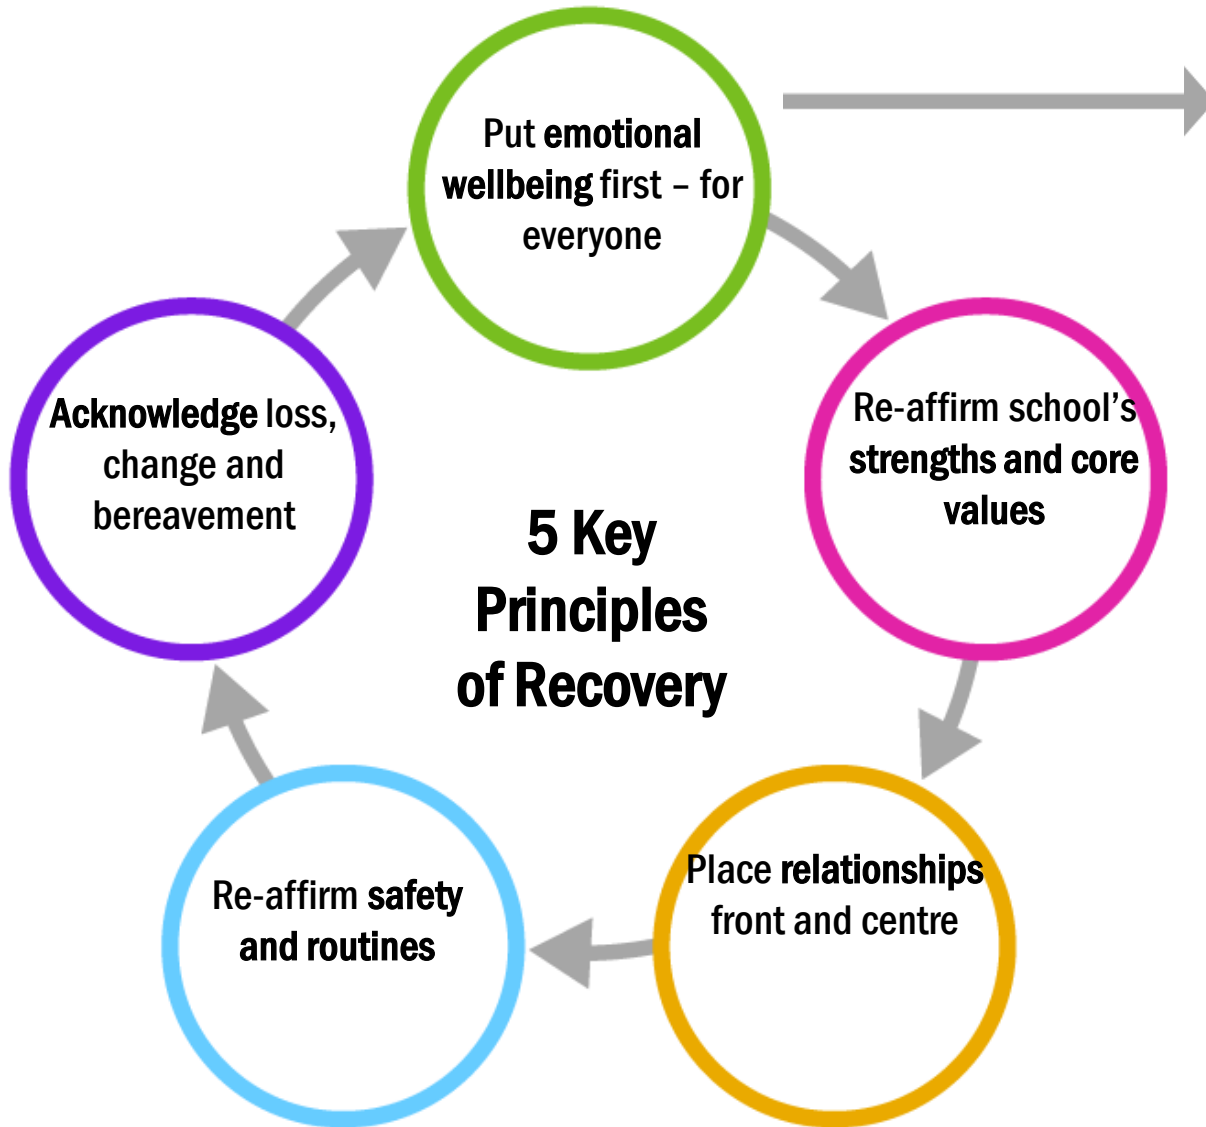 Put emotional
wellbeing first – for
everyone
Re-affirm school’s
strengths and core
values
Acknowledge loss,
change and
bereavement
5 Key
Principles
of Recovery
Place relationships
front and centre
Re-affirm safety
and routines